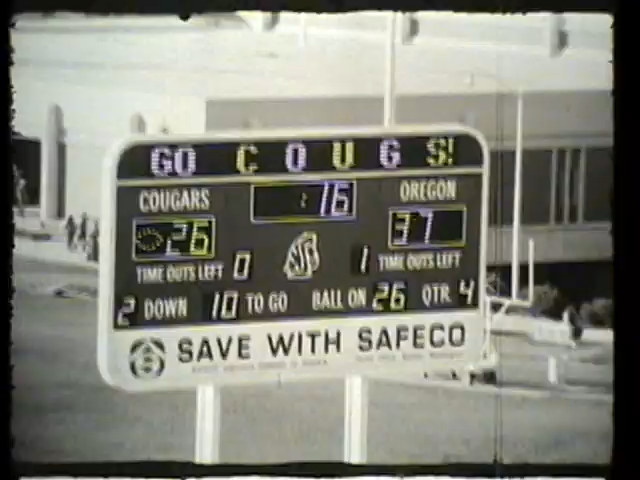 GO COUGS!
COUGARS :16 OREGON
26 37
TIME OUTS LEFT 0 1 TIME OUTS LEFT
2 DOWN 10 TO GO BALL ON 26 QTR 4
SAVE WITH SAFECO